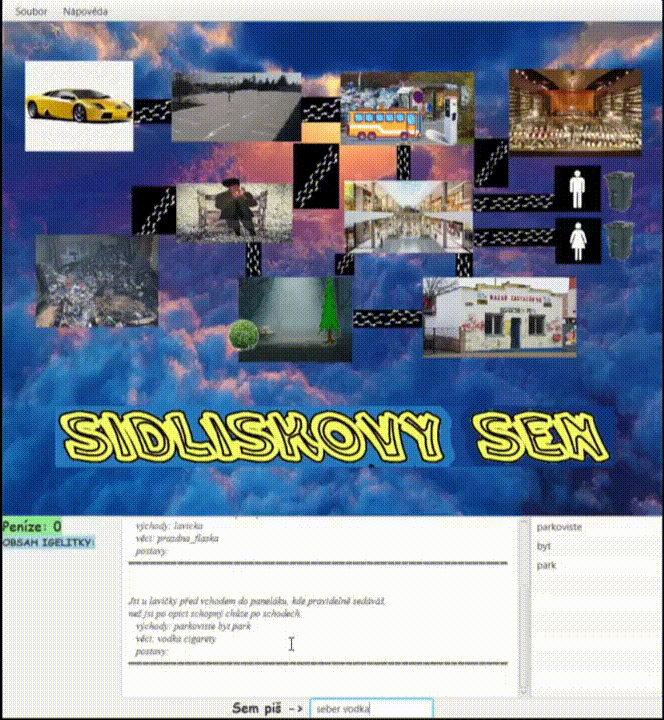 Soubor Nápověda
SIDLISKOVY SEN
Peníze: 0
OBSAH IGELITKY:
východy: lavicka
věci: prazdna_flaska
postavy:
Jsi u lavičky před vchodem do paneláku, kde pravidelně sedáváš,
než jsi po opici schopný chůze po schodech.
východy: parkoviste byt park
věci: vodka cigarety
postavy:
parkoviste
byt
park
Sem piš –> seber vodka